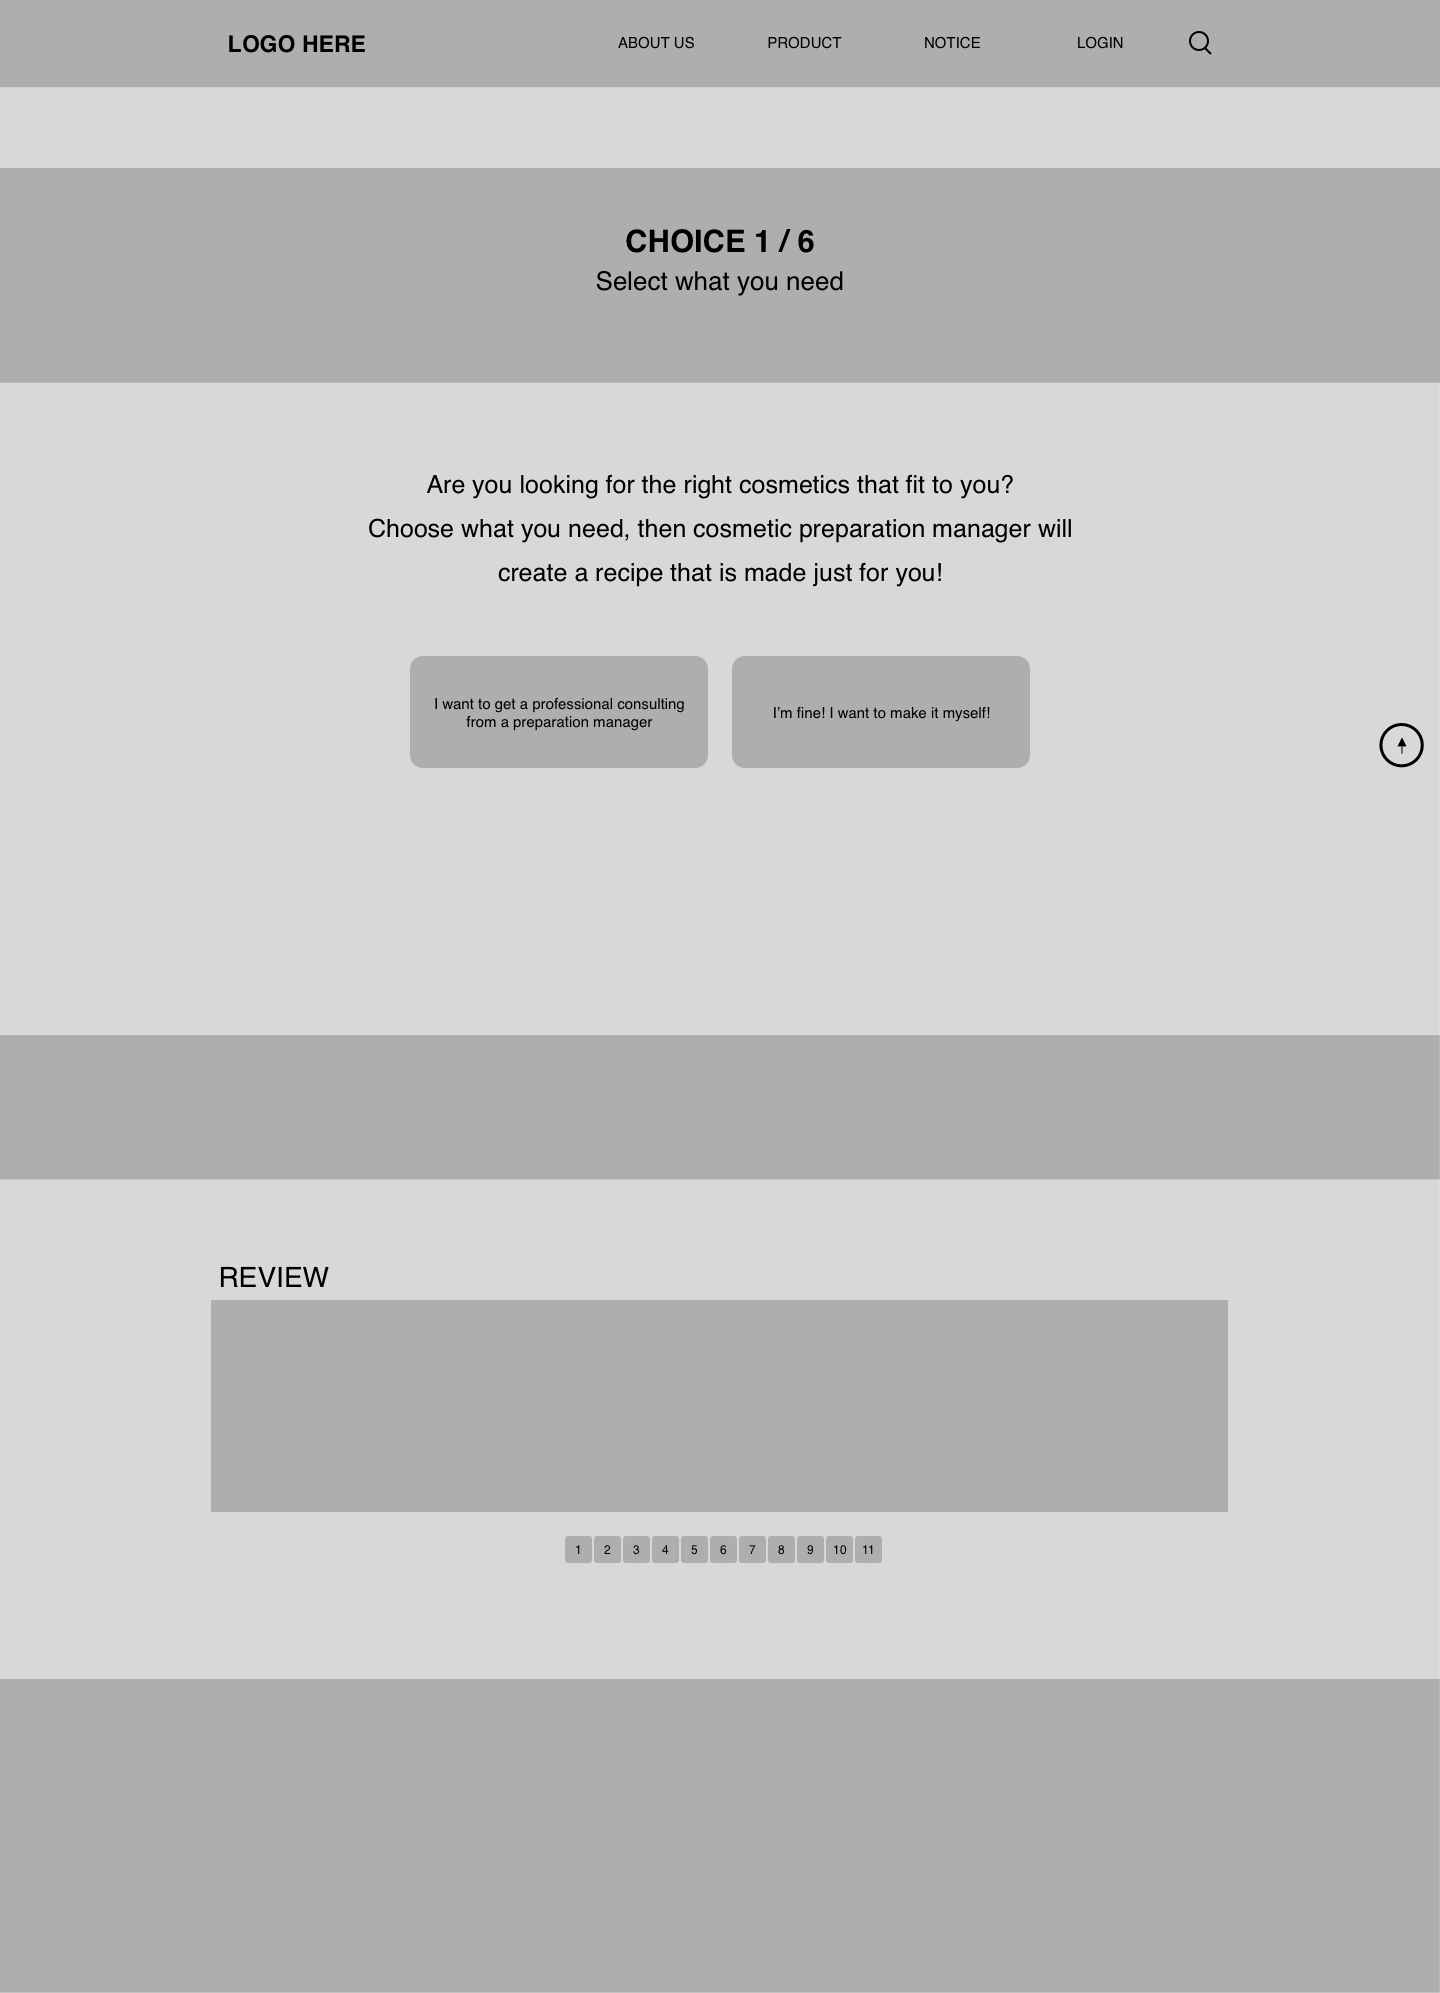 LOGO HERE ABOUT US PRODUCT NOTICE LOGIN
CHOICE 1 / 6
Select what you need
Are you looking for the right cosmetics that fit to you?
Choose what you need, then cosmetic preparation manager will
create a recipe that is made just for you!
I want to get a professional consulting
from a preparation manager
I’m fine! I want to make it myself!
REVIEW
1 2 3 4 5 6 7 8 9 10 11